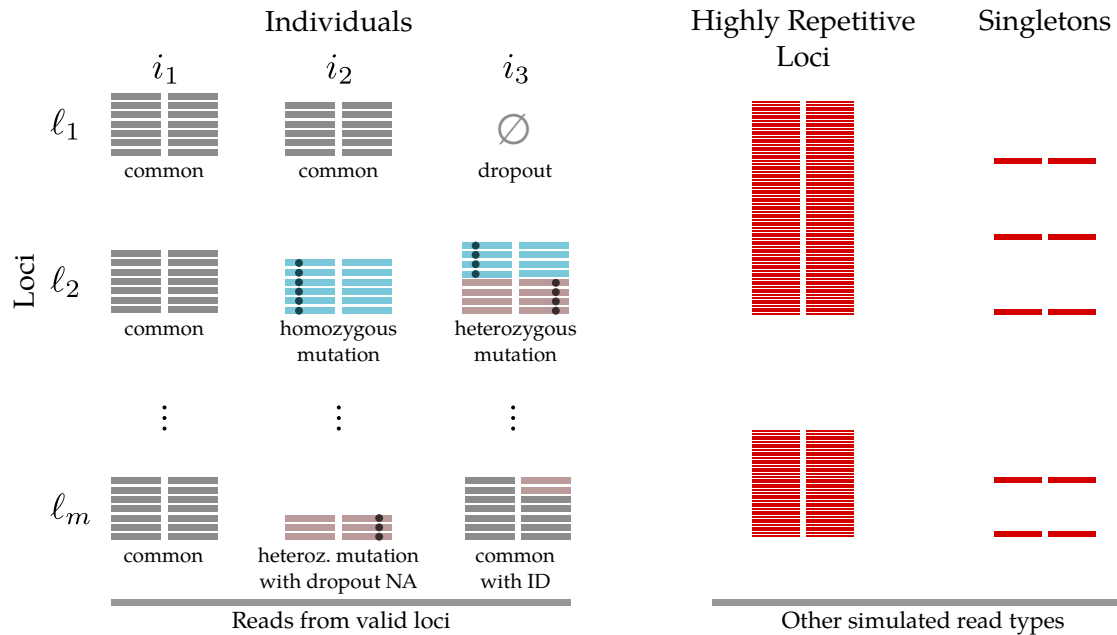 Individuals
Highly Repetitive
Loci
Singletons
i₁ i₂ i₃
ℓ₁
∅
common common dropout
Loci
ℓ₂
common homozygous
mutation
heterozygous
mutation
⋮ ⋮ ⋮
ℓₘ
common heteroz. mutation
with dropout NA
common
with ID
Reads from valid loci
Other simulated read types